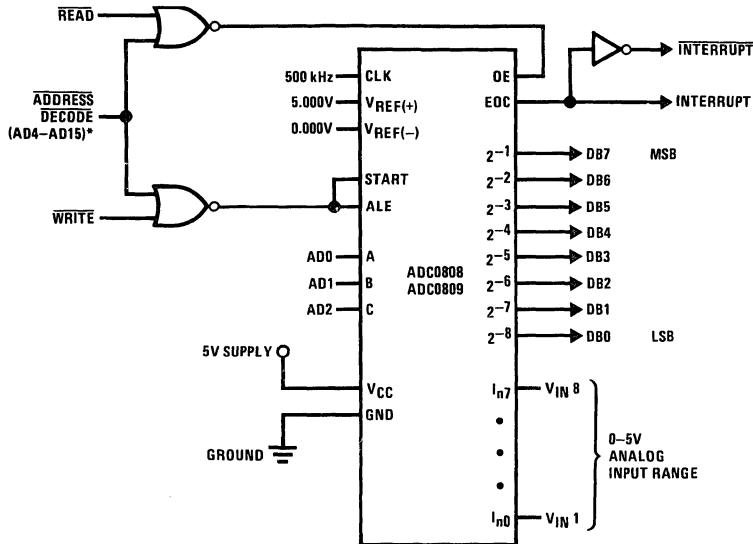 READ
ADDRESS
DECODE
(AD4–AD15)*
WRITE
500 kHz
CLK
5.000V
VREF(+)
0.000V
VREF(−)
START
ALE
AD0
A
AD1
B
AD2
C
5V SUPPLY
VCC
GND
GROUND
ADC0808
ADC0809
OE
EOC
INTERRUPT
INTERRUPT
2−1
DB7
MSB
2−2
DB6
2−3
DB5
2−4
DB4
2−5
DB3
2−6
DB2
2−7
DB1
2−8
DB0
LSB
In7
VIN 8
0–5V
ANALOG
INPUT RANGE
In0
VIN 1